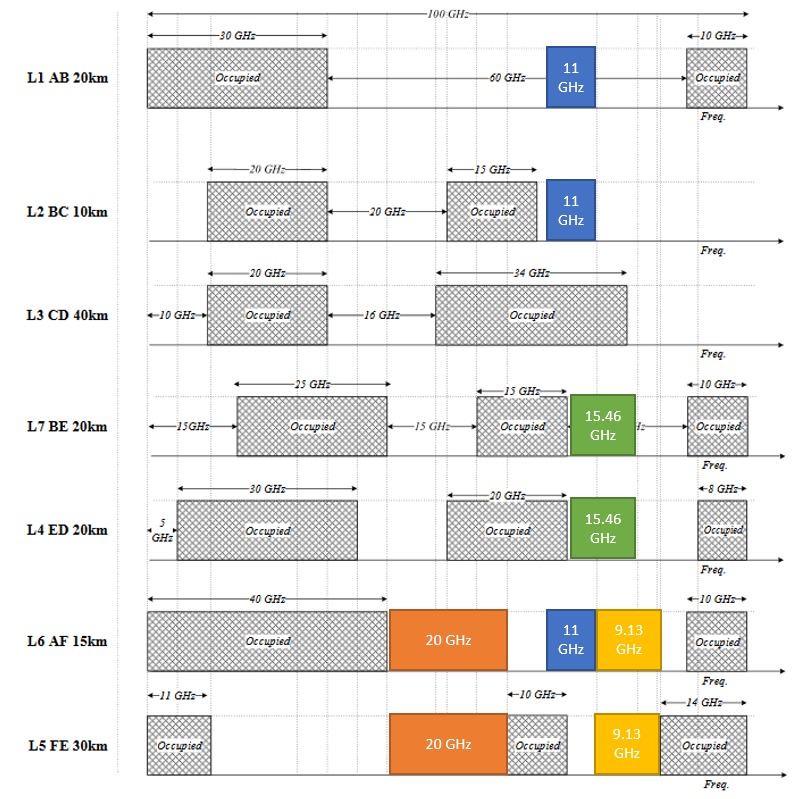 100 GHz
30 GHz
10 GHz
L1 AB 20km
Occupied
60 GHz
11
GHz
Occupied
Freq.
20 GHz
15 GHz
L2 BC 10km
Occupied
20 GHz
Occupied
11
GHz
Freq.
20 GHz
34 GHz
L3 CD 40km
10 GHz
Occupied
16 GHz
Occupied
Freq.
25 GHz
15 GHz
10 GHz
L7 BE 20km
15GHz
Occupied
15 GHz
Occupied
15.46
GHz
Occupied
Freq.
30 GHz
20 GHz
8 GHz
L4 ED 20km
5
GHz
Occupied
Occupied
15.46
GHz
Occupied
Freq.
40 GHz
10 GHz
L6 AF 15km
Occupied
20 GHz
11
GHz
9.13
GHz
Occupied
Freq.
11 GHz
10 GHz
14 GHz
L5 FE 30km
Occupied
20 GHz
Occupied
9.13
GHz
Occupied
Freq.